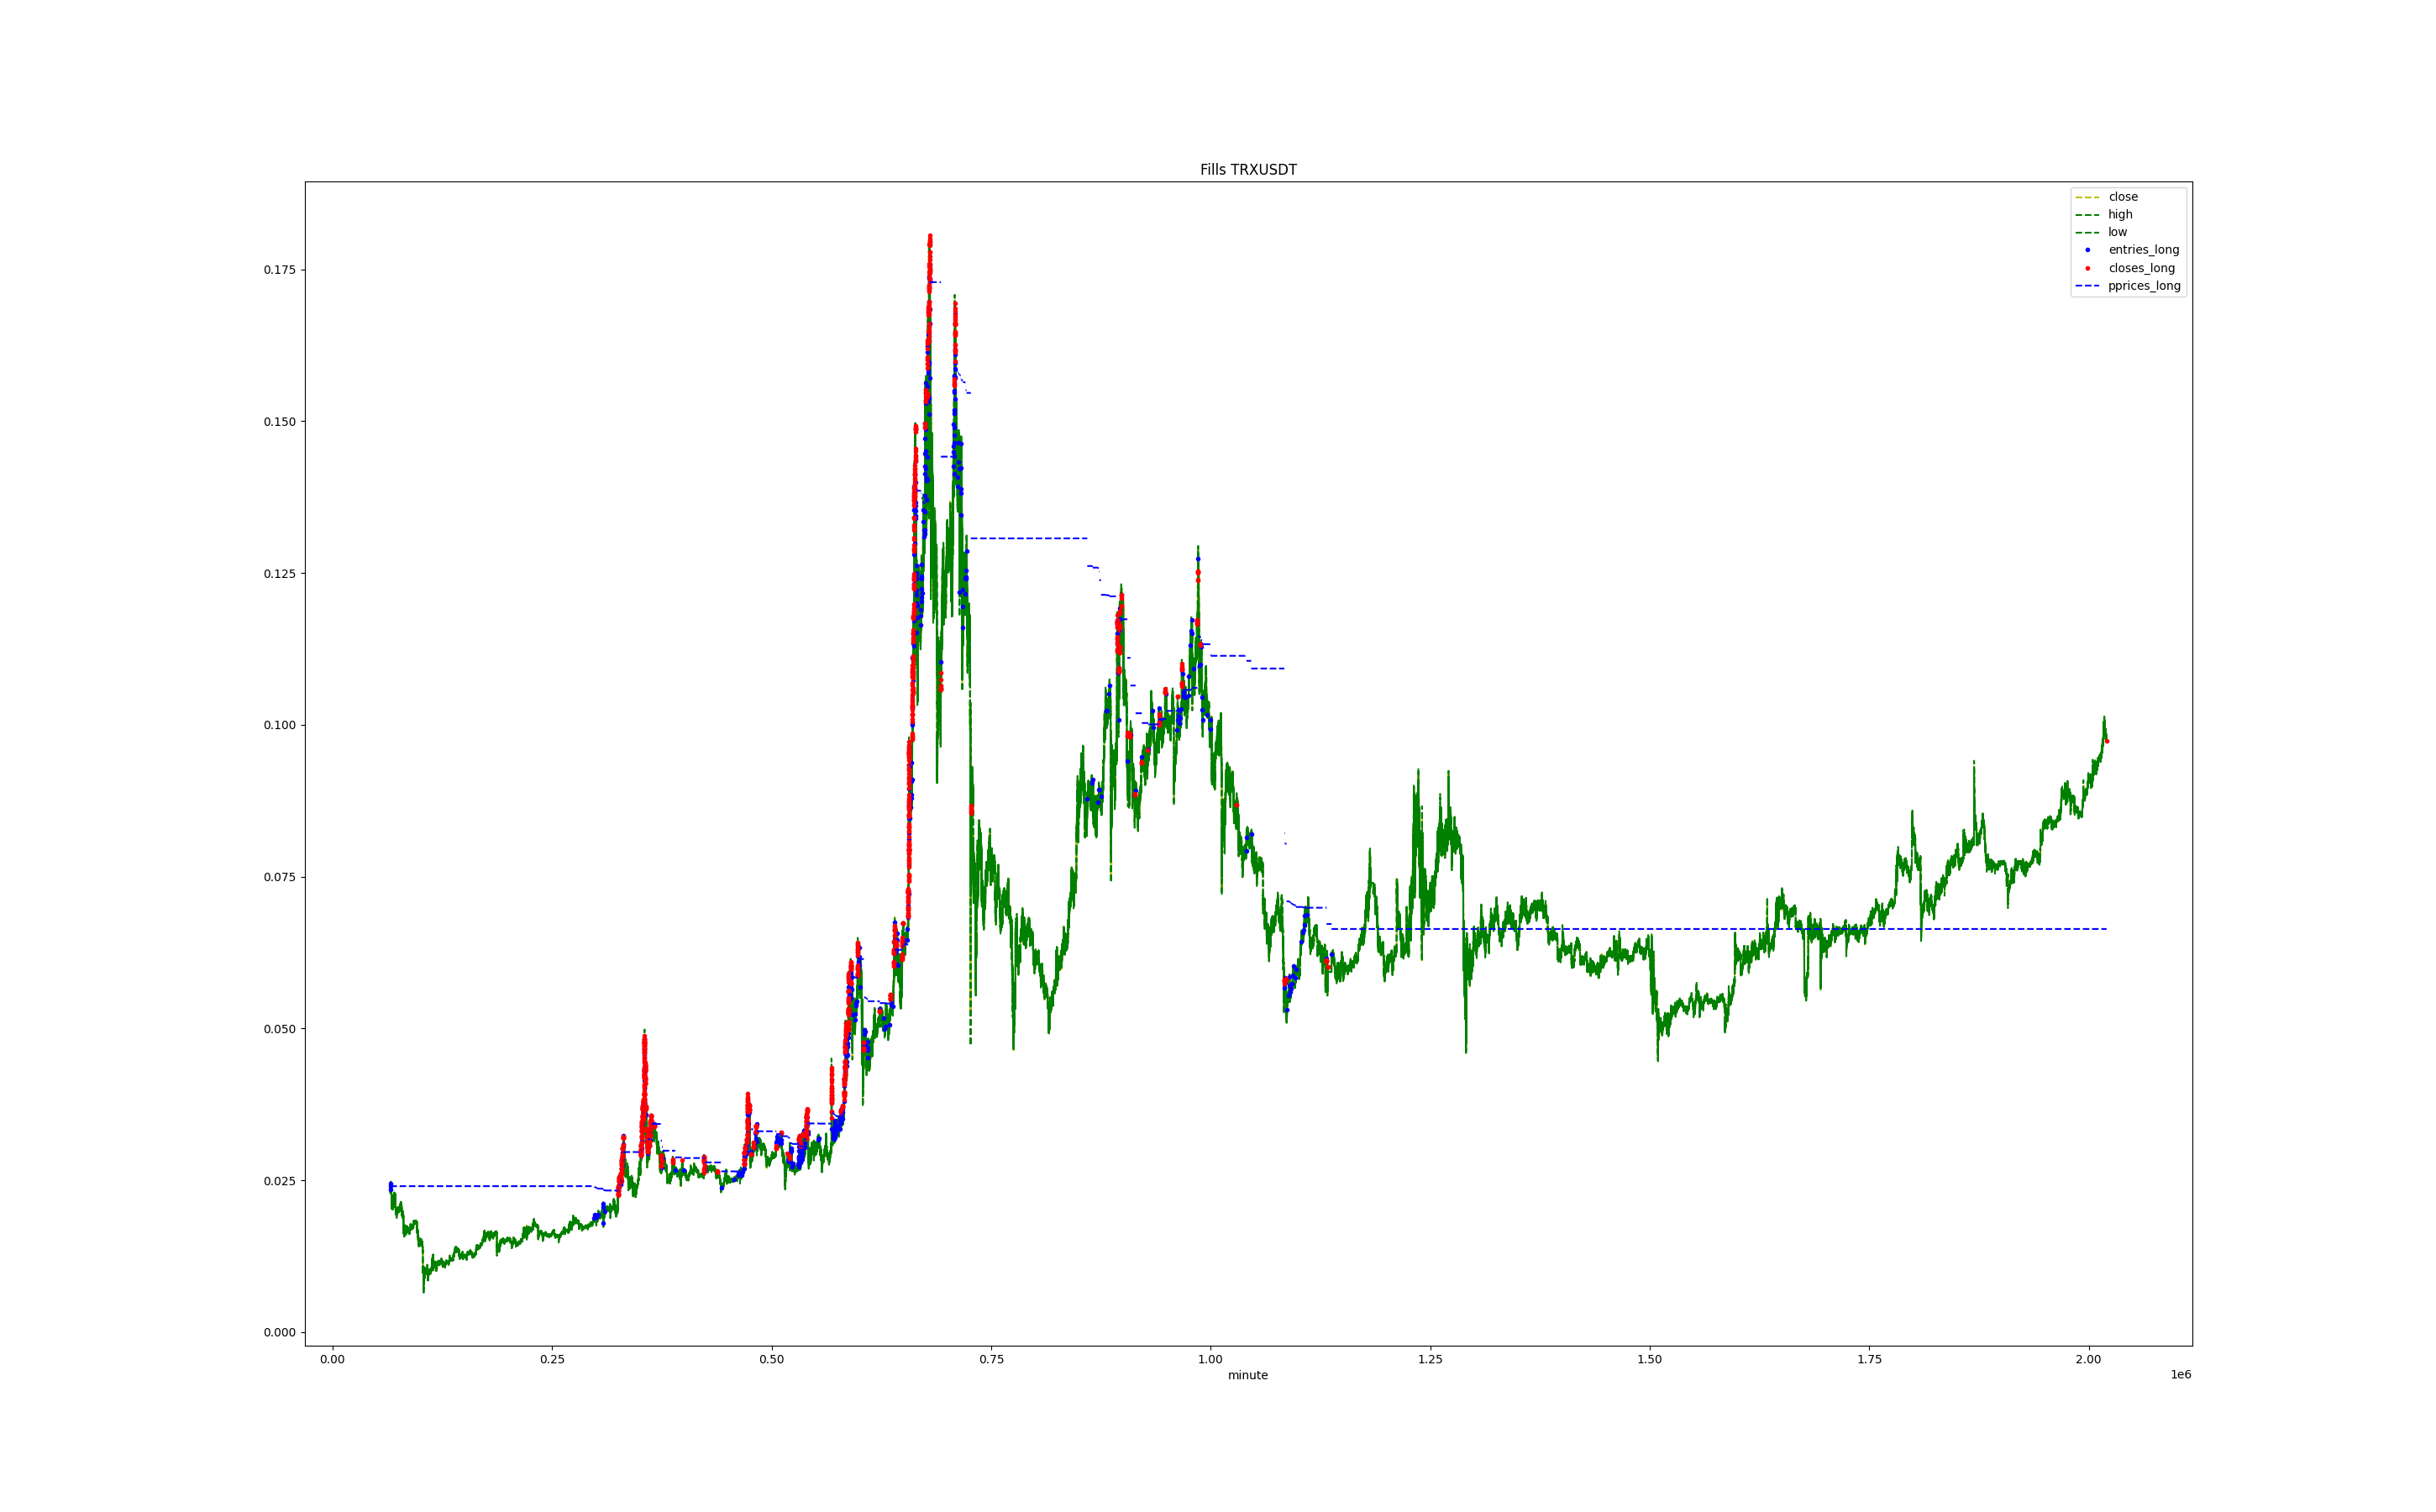 Fills TRXUSDT
close
high
low
entries_long
closes_long
pprices_long
0.175
0.150
0.125
0.100
0.075
0.050
0.025
0.000
0.00 0.25 0.50 0.75 1.00 1.25 1.50 1.75 2.00
minute
1e6